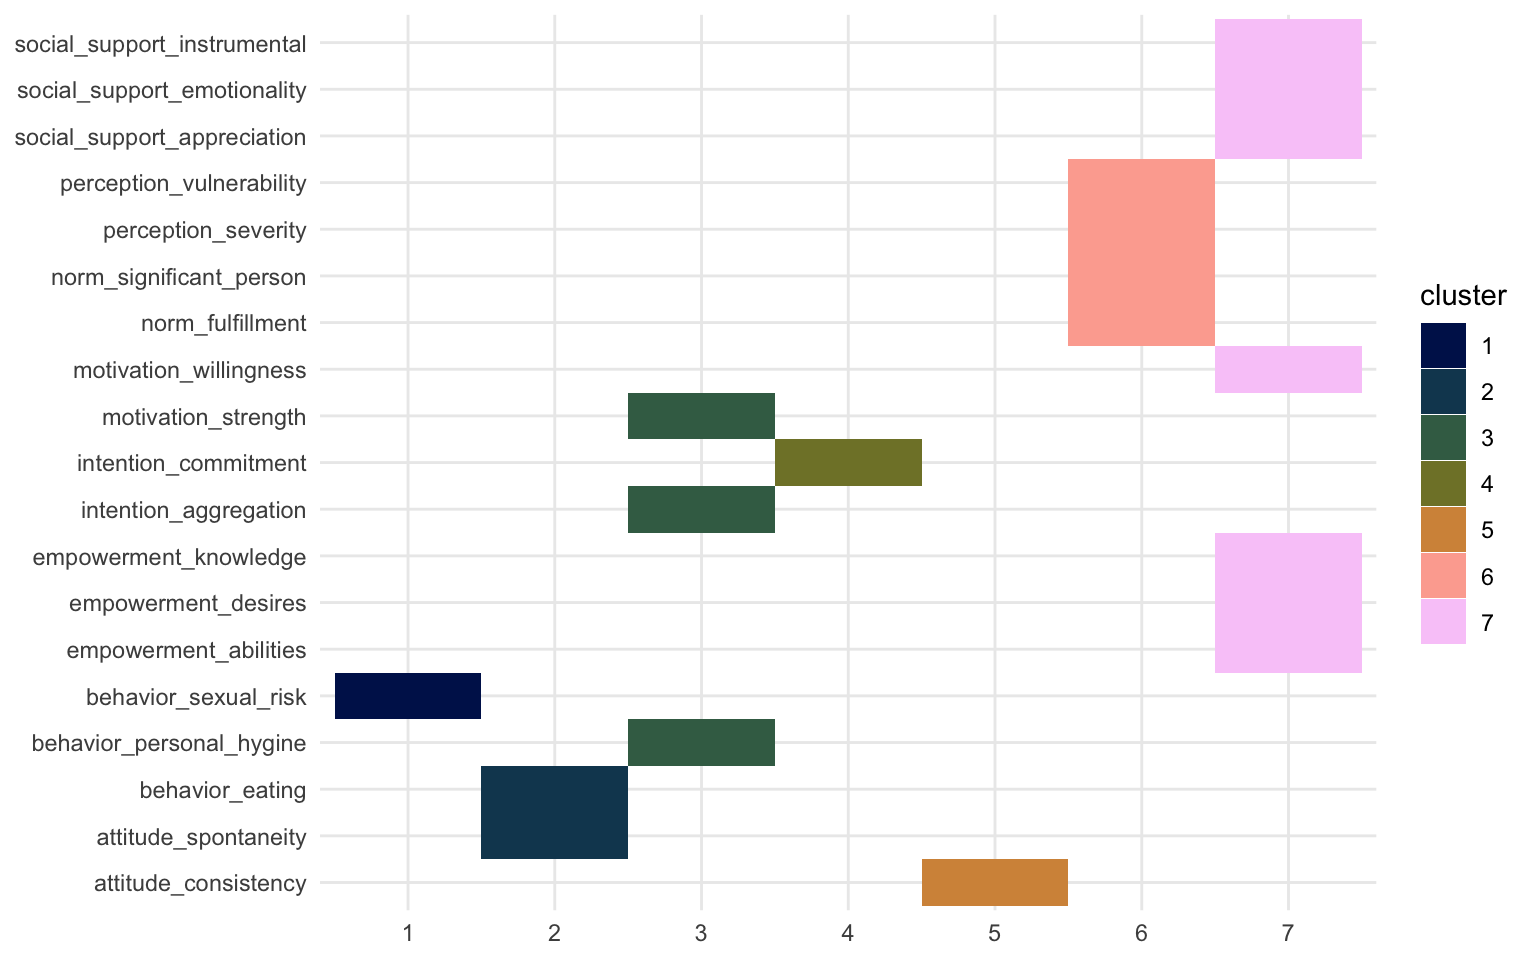 social_support_instrumental
social_support_emotionality
social_support_appreciation
perception_vulnerability
perception_severity
norm_significant_person
norm_fulfillment
motivation_willingness
motivation_strength
intention_commitment
intention_aggregation
empowerment_knowledge
empowerment_desires
empowerment_abilities
behavior_sexual_risk
behavior_personal_hygine
behavior_eating
attitude_spontaneity
attitude_consistency
1 2 3 4 5 6 7
cluster
1
2
3
4
5
6
7